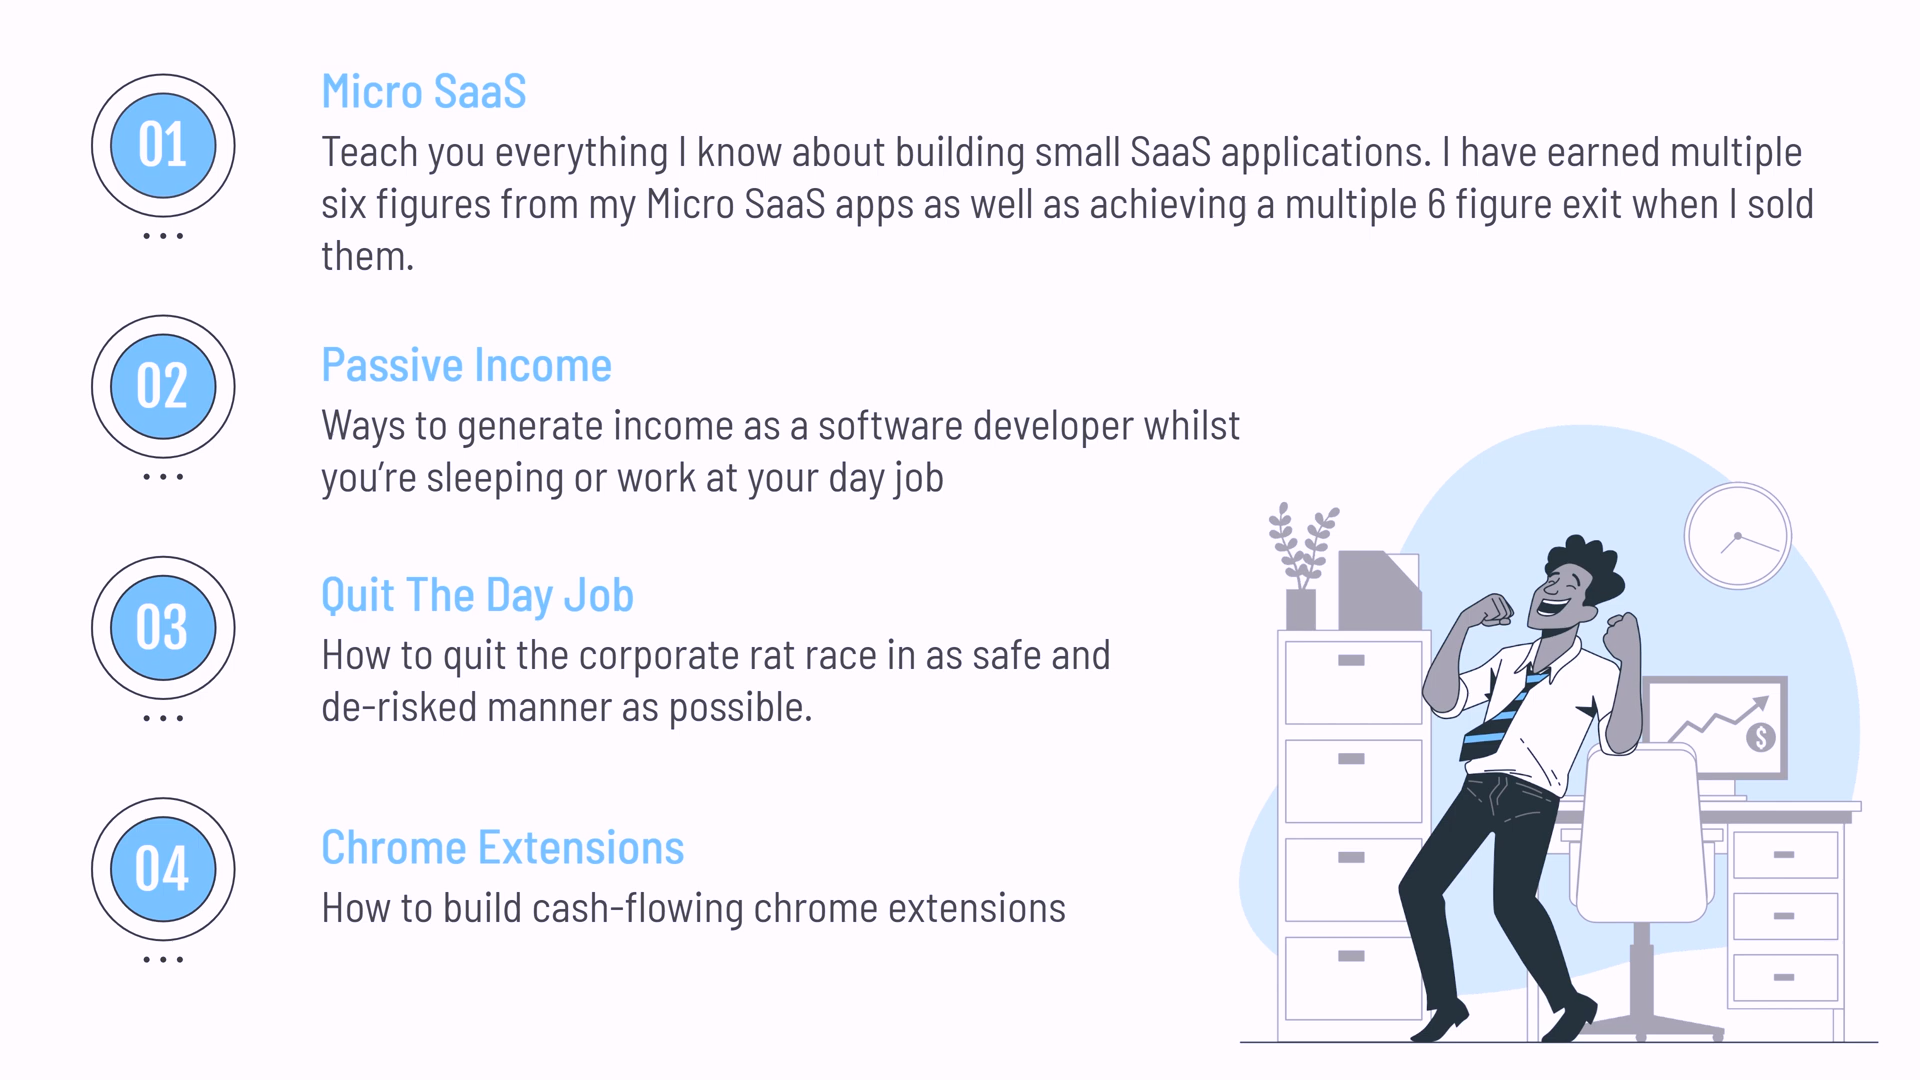 01
Micro SaaS
Teach you everything I know about building small SaaS applications. I have earned multiple
six figures from my Micro SaaS apps as well as achieving a multiple 6 figure exit when I sold
them.
02
Passive Income
Ways to generate income as a software developer whilst
you’re sleeping or work at your day job
03
Quit The Day Job
How to quit the corporate rat race in as safe and
de-risked manner as possible.
04
Chrome Extensions
How to build cash-flowing chrome extensions
$